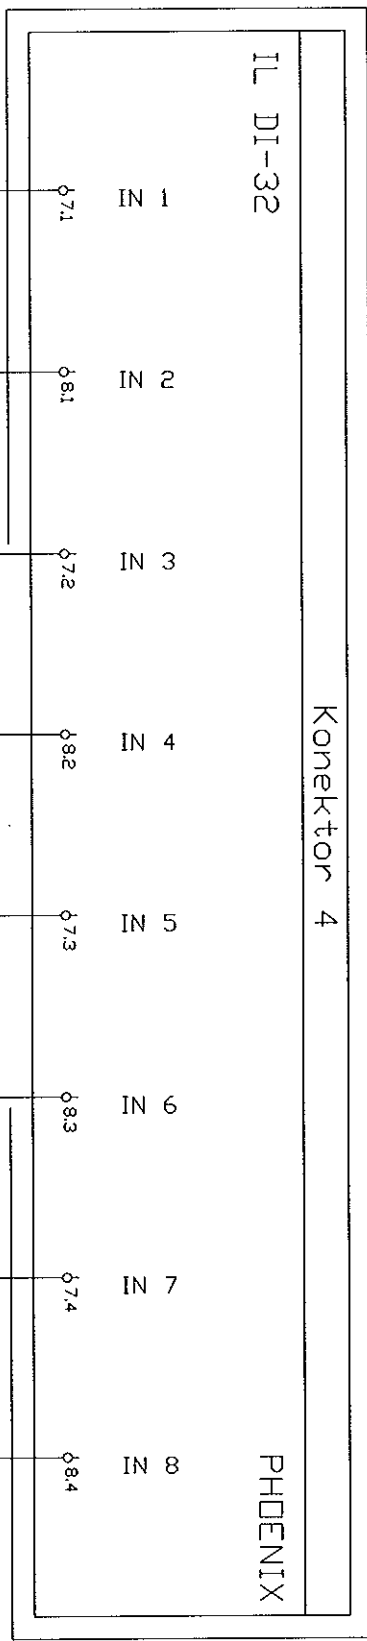 Konektor 4
IL DI-32
PHOENIX
IN 1
7.1
IN 2
8.1
IN 3
7.2
IN 4
8.2
IN 5
7.3
IN 6
8.3
IN 7
7.4
IN 8
8.4